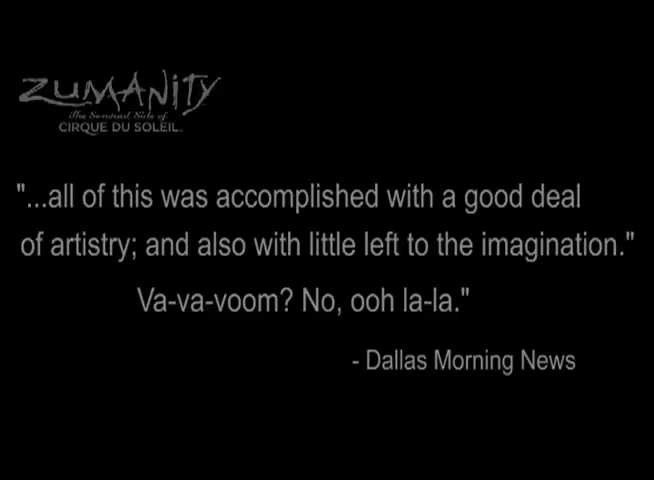 ZUMANITY
The Sensual Side of
CIRQUE DU SOLEIL™
"...all of this was accomplished with a good deal
of artistry; and also with little left to the imagination."
Va-va-voom? No, ooh la-la."
- Dallas Morning News